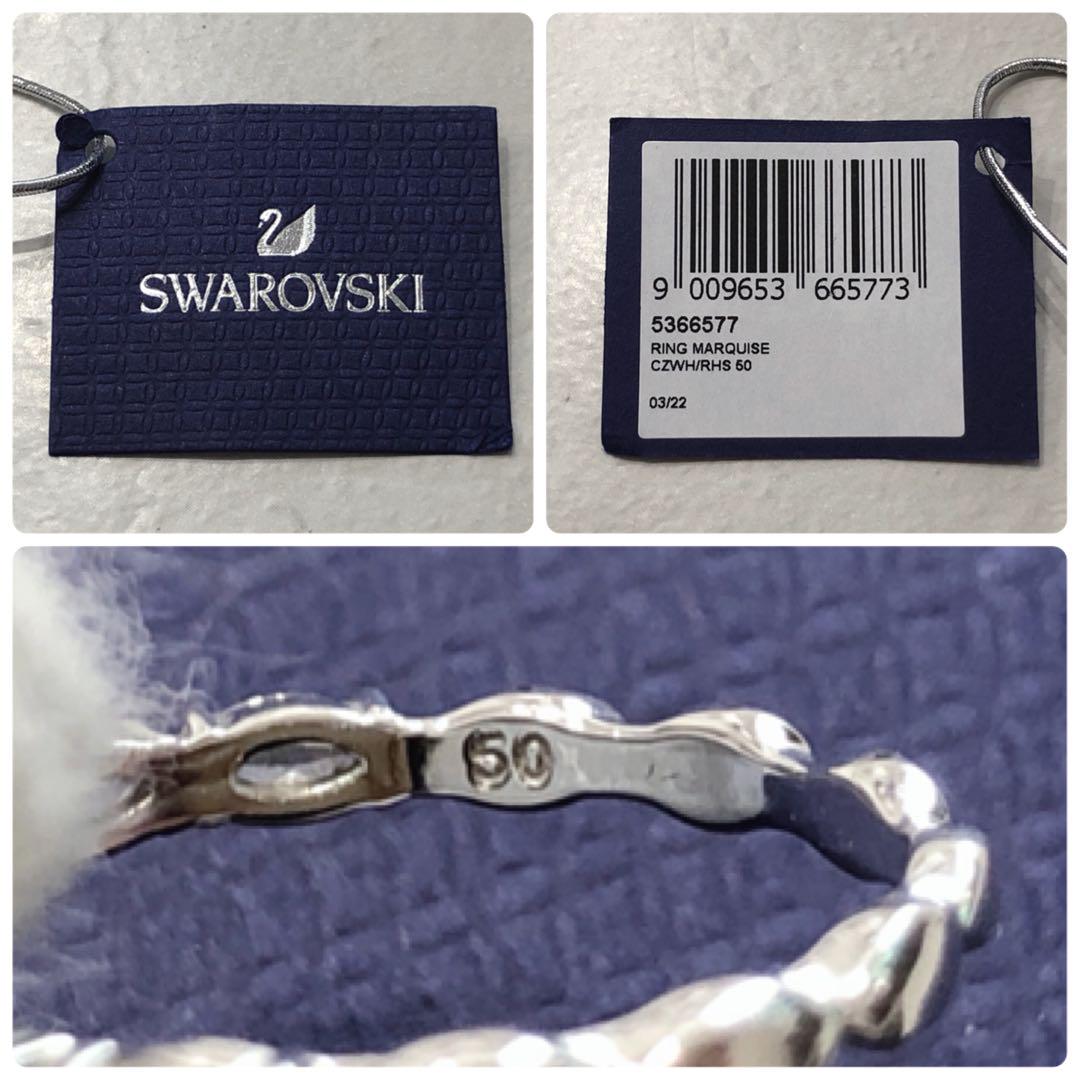 SWAROVSKI
9 009653 665773
5366577
RING MARQUISE
CZWH/RHS 50
03/22
50